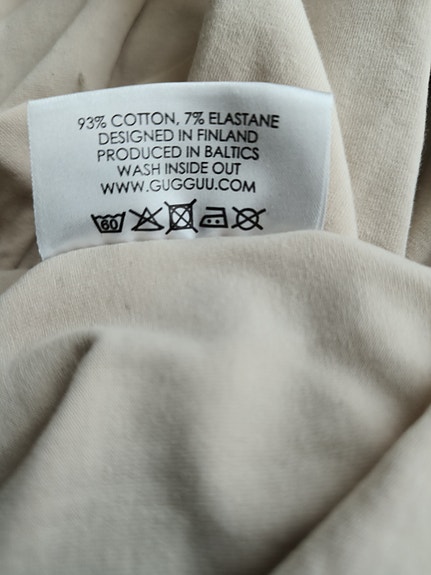 93% COTTON, 7% ELASTANE
DESIGNED IN FINLAND
PRODUCED IN BALTICS
WASH INSIDE OUT
WWW.GUGGUU.COM
60